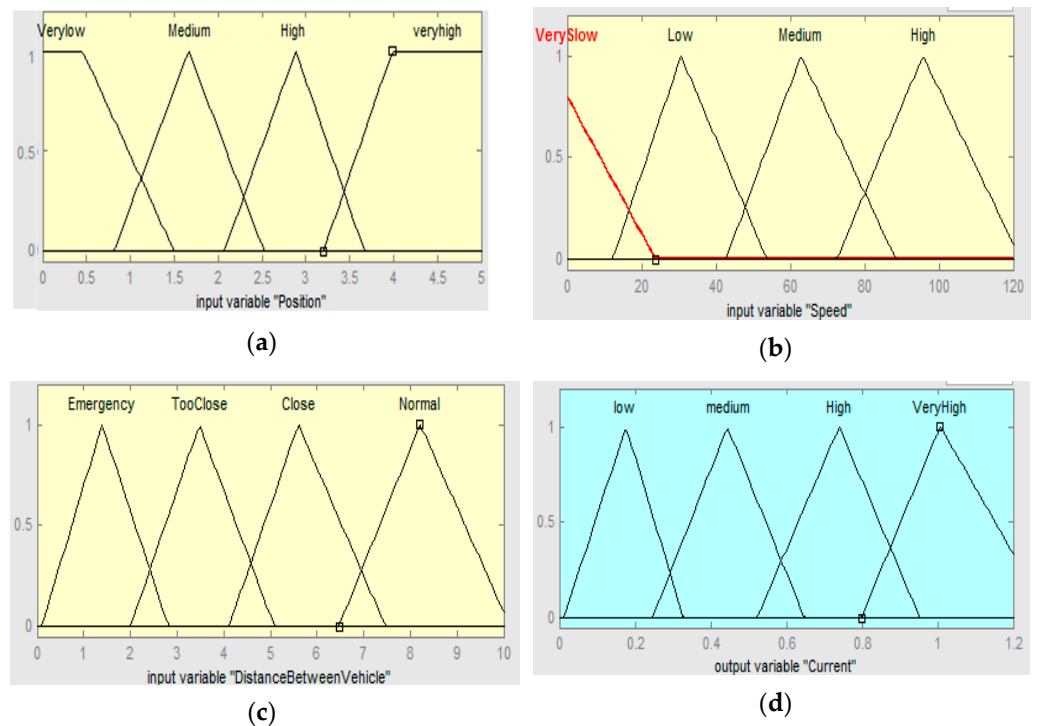 Verylow Medium High veryhigh
1
0.5
0
0 0.5 1 1.5 2 2.5 3 3.5 4 4.5 5
input variable "Position"
(a)
VerySlow Low Medium High
1
0.5
0
0 20 40 60 80 100 120
input variable "Speed"
(b)
Emergency TooClose Close Normal
1
0.5
0
0 1 2 3 4 5 6 7 8 9 10
input variable "DistanceBetweenVehicle"
(c)
low medium High VeryHigh
1
0.5
0
0 0.2 0.4 0.6 0.8 1 1.2
output variable "Current"
(d)